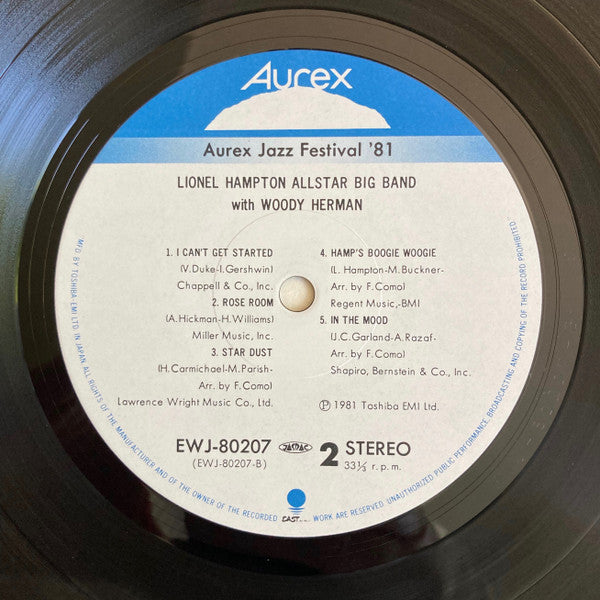 Aurex
Aurex Jazz Festival '81
LIONEL HAMPTON ALLSTAR BIG BAND
with WOODY HERMAN
1. I CAN'T GET STARTED
(V.Duke-I.Gershwin)
Chappell & Co., Inc.
2. ROSE ROOM
(A.Hickman-H.Williams)
Miller Music, Inc.
3. STAR DUST
(H.Carmichael-M.Parish-
Arr. by F.Comol
Lawrence Wright Music Co., Ltd.
4. HAMP'S BOOGIE WOOGIE
(L. Hampton-M.Buckner-
Arr. by F.Comol
Regent Music,-BMI
5. IN THE MOOD
(J.C.Garland-A.Razaf-
Arr. by F.Comol
Shapiro, Bernstein & Co., Inc.
Ⓟ 1981 Toshiba EMI Ltd.
EWJ-80207
(EWJ-80207-B)
2 STEREO
33⅓ r.p.m.
EAST
MFD BY TOSHIBA EMI LTD. IN JAPAN ALL RIGHTS OF THE MANUFACTURER AND OF THE OWNER OF THE RECORDED WORK ARE RESERVED. UNAUTHORIZED PUBLIC PERFORMANCE, BROADCASTING AND COPYING OF THE RECORD PROHIBITED.